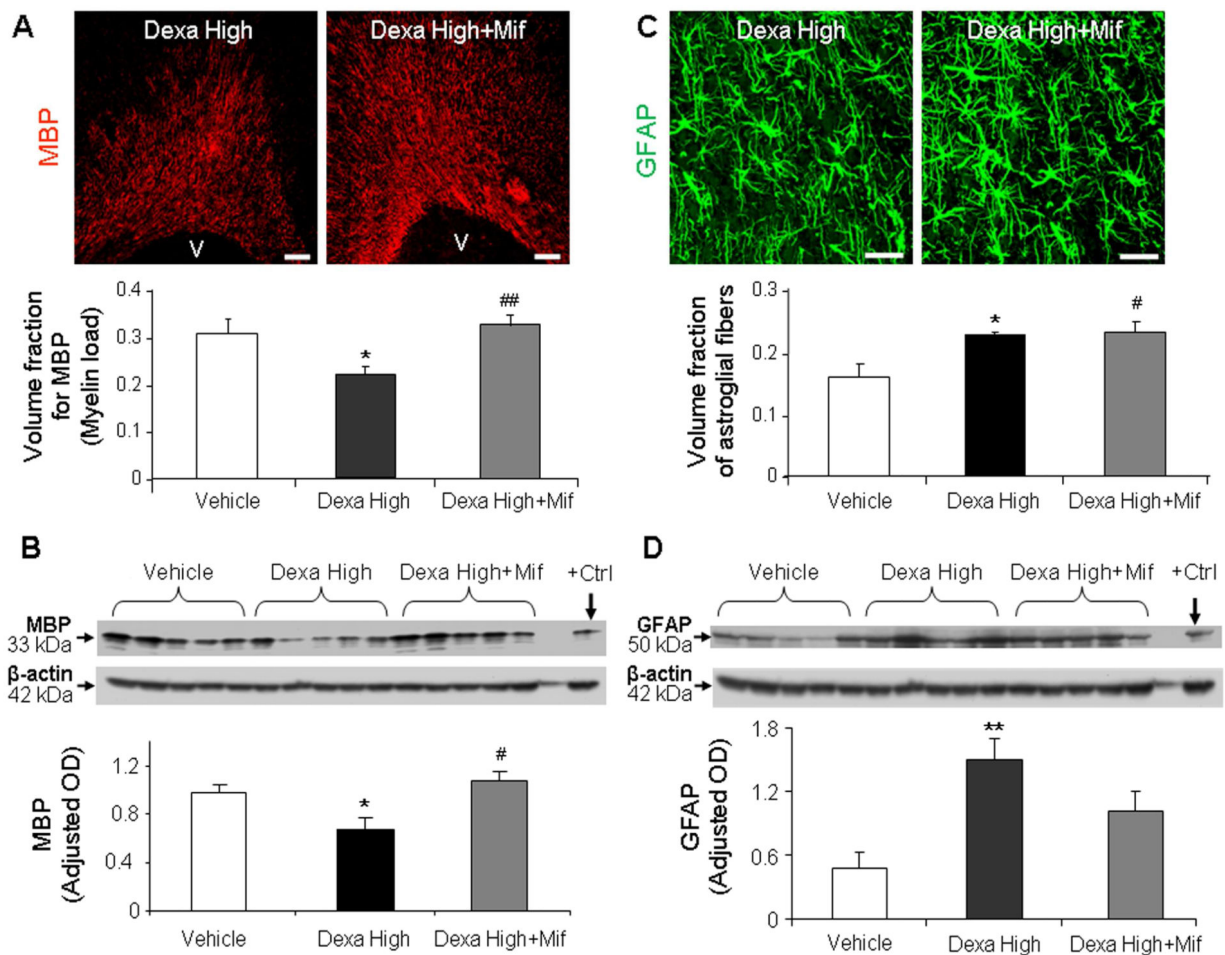 A
Dexa High
Dexa High+Mif
MBP
V
V
Volume fraction
for MBP
(Myelin load)
0.4
0.3
0.2
0.1
0
*
##
Vehicle
Dexa High
Dexa High+Mif
B
Vehicle
Dexa High
Dexa High+Mif
+Ctrl
MBP
33 kDa
β-actin
42 kDa
MBP
(Adjusted OD)
1.2
0.8
0.4
0
*
#
Vehicle
Dexa High
Dexa High+Mif
C
Dexa High
Dexa High+Mif
GFAP
Volume fraction
of astroglial fibers
0.3
0.2
0.1
0
*
#
Vehicle
Dexa High
Dexa High+Mif
D
Vehicle
Dexa High
Dexa High+Mif
+Ctrl
GFAP
50 kDa
β-actin
42 kDa
GFAP
(Adjusted OD)
1.8
1.2
0.6
0
**
Vehicle
Dexa High
Dexa High+Mif